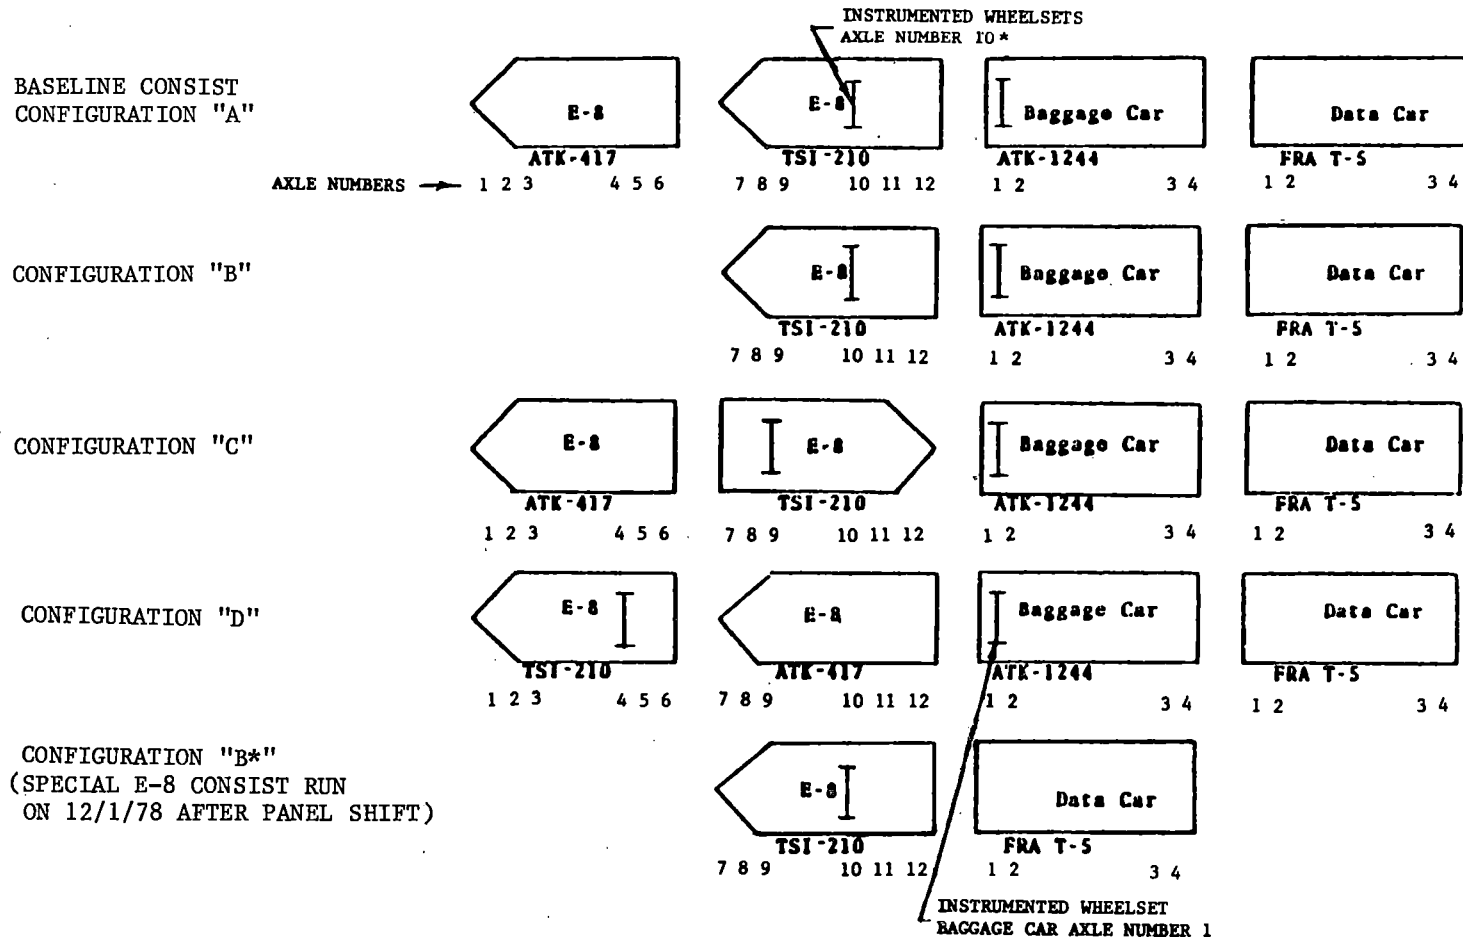 INSTRUMENTED WHEELSETS
AXLE NUMBER 10*
BASELINE CONSIST
CONFIGURATION "A"
E-8 E-8 Baggage Car Data Car
ATK-417 TSI-210 ATK-1244 FRA T-5
AXLE NUMBERS 1 2 3 4 5 6 7 8 9 10 11 12 1 2 3 4 1 2 3 4
CONFIGURATION "B"
E-8 Baggage Car Data Car
TSI-210 ATK-1244 FRA T-5
7 8 9 10 11 12 1 2 3 4 1 2 3 4
CONFIGURATION "C"
E-8 E-8 Baggage Car Data Car
ATK-417 TSI-210 ATK-1244 FRA T-5
1 2 3 4 5 6 7 8 9 10 11 12 1 2 3 4 1 2 3 4
CONFIGURATION "D"
E-8 E-8 Baggage Car Data Car
TSI-210 ATK-417 ATK-1244 FRA T-5
1 2 3 4 5 6 7 8 9 10 11 12 1 2 3 4 1 2 3 4
CONFIGURATION "B*"
(SPECIAL E-8 CONSIST RUN
ON 12/1/78 AFTER PANEL SHIFT)
E-8 Data Car
TSI-210 FRA T-5
7 8 9 10 11 12 1 2 3 4
INSTRUMENTED WHEELSET
BAGGAGE CAR AXLE NUMBER 1